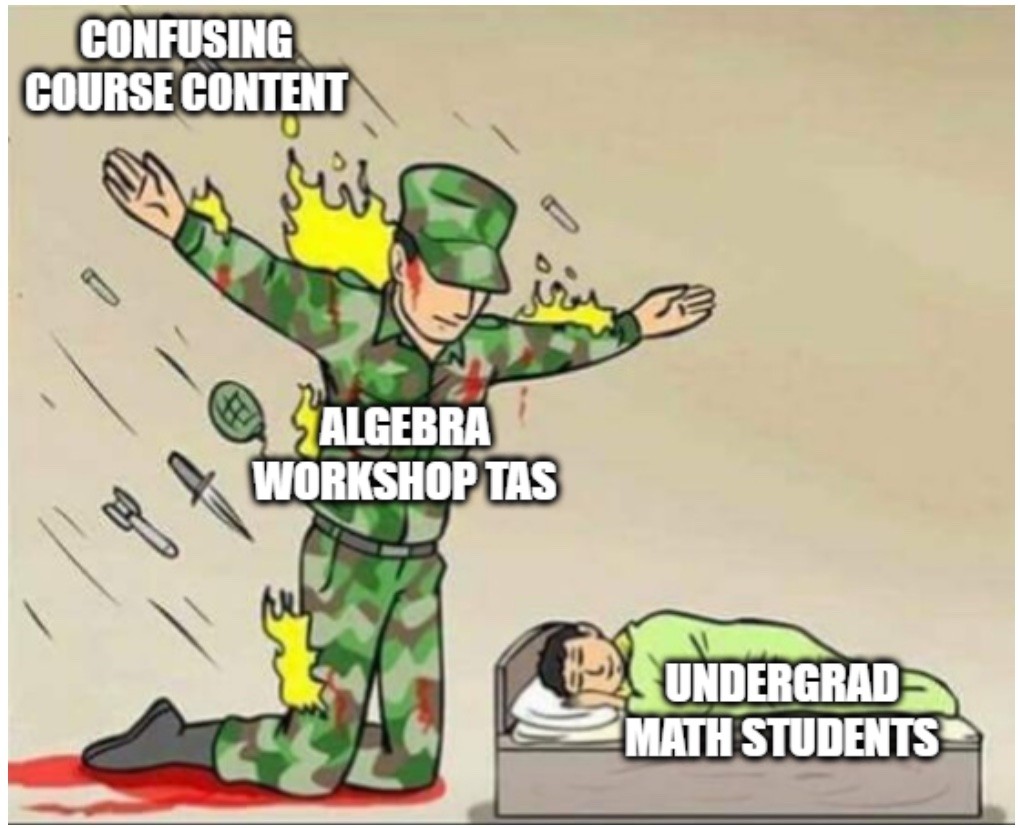 CONFUSING
COURSE CONTENT
ALGEBRA
WORKSHOP TAS
UNDERGRAD
MATH STUDENTS